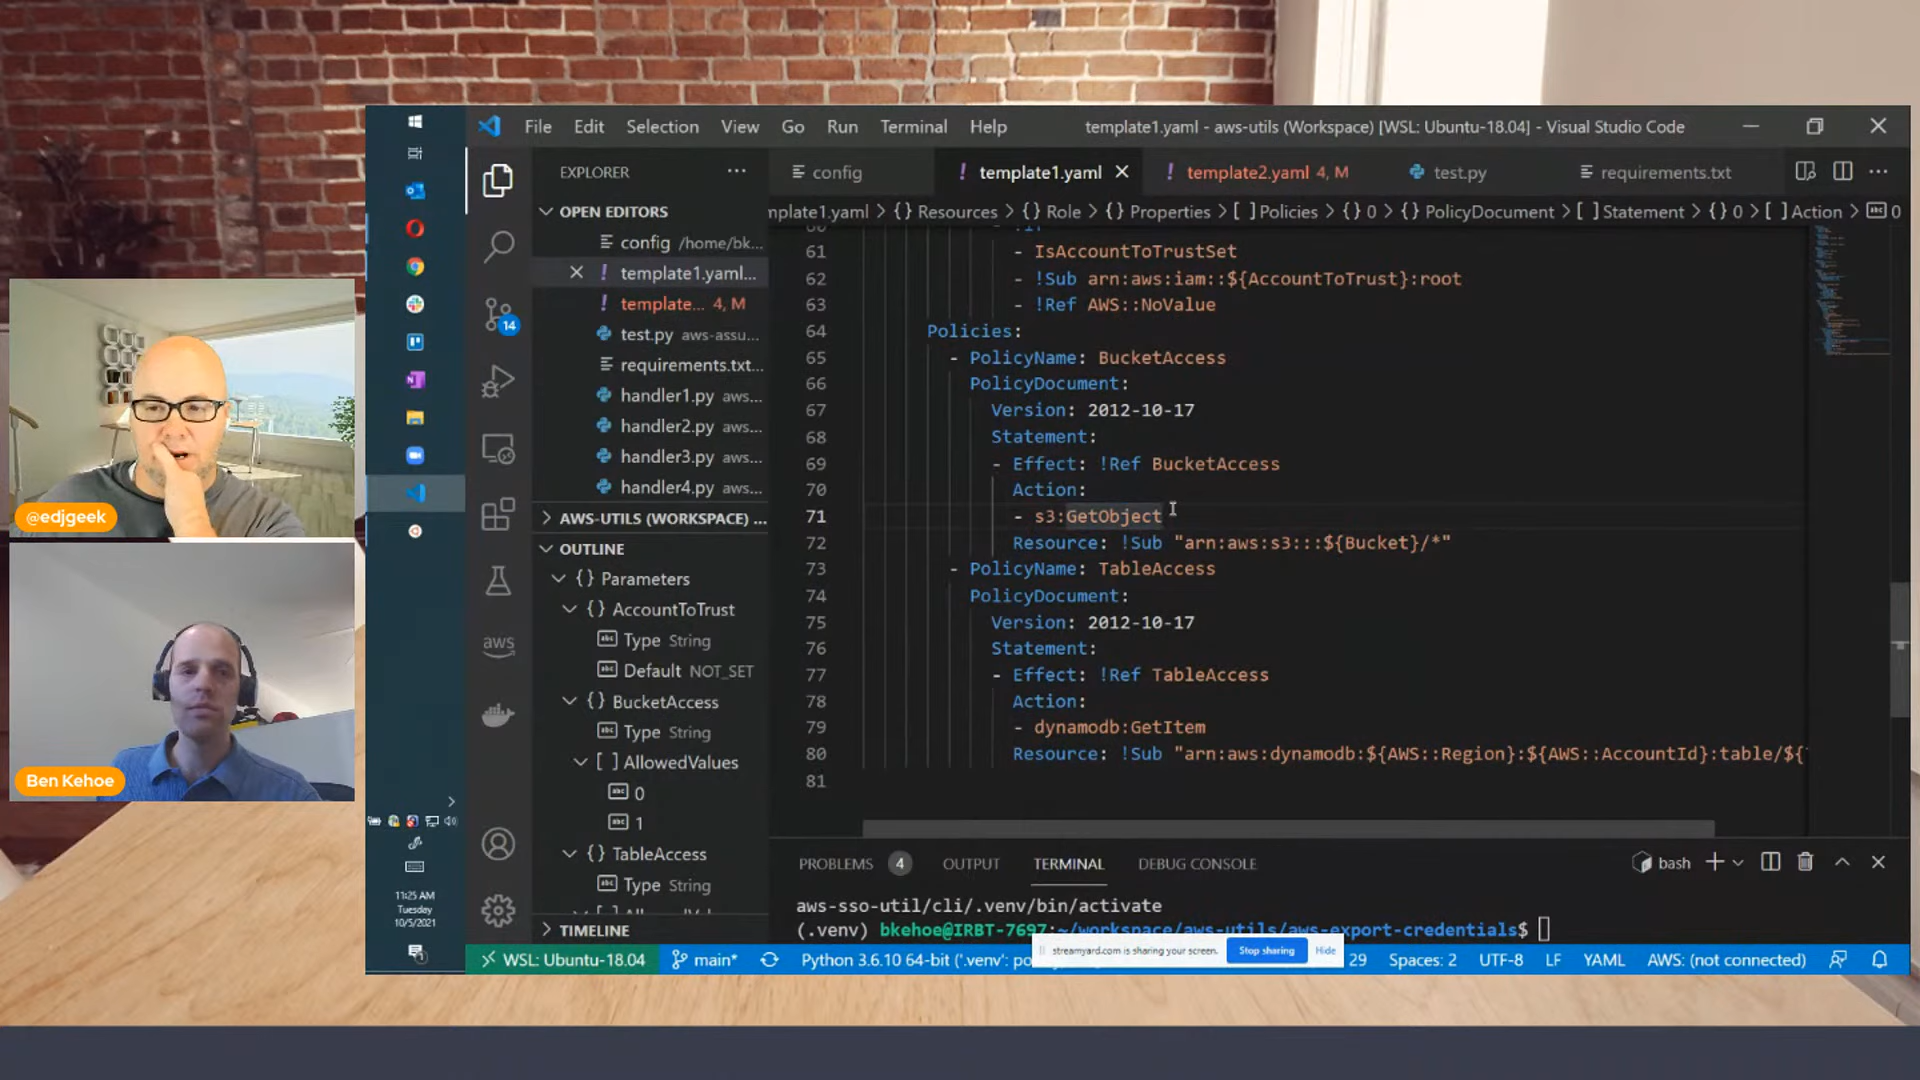 File Edit Selection View Go Run Terminal Help
template1.yaml - aws-utils (Workspace) [WSL: Ubuntu-18.04] - Visual Studio Code
EXPLORER
config
! template1.yaml
! template2.yaml 4, M
test.py
requirements.txt
mplate1.yaml > {} Resources > {} Role > {} Properties > [ ] Policies > {} 0 > {} PolicyDocument > [ ] Statement > {} 0 > [ ] Action > abc 0
OPEN EDITORS
config /home/bk...
! template1.yaml...
! template... 4, M
test.py aws-assu...
requirements.txt...
handler1.py aws...
handler2.py aws...
handler3.py aws...
handler4.py aws...
AWS-UTILS (WORKSPACE) ...
OUTLINE
{} Parameters
{} AccountToTrust
abc Type String
abc Default NOT_SET
{} BucketAccess
abc Type String
[ ] AllowedValues
abc 0
abc 1
{} TableAccess
abc Type String
TIMELINE
14
aws
61 - IsAccountToTrustSet
62 - !Sub arn:aws:iam::${AccountToTrust}:root
63 - !Ref AWS::NoValue
64 Policies:
65 - PolicyName: BucketAccess
66 PolicyDocument:
67 Version: 2012-10-17
68 Statement:
69 - Effect: !Ref BucketAccess
70 Action:
71 - s3:GetObject
72 Resource: !Sub "arn:aws:s3:::${Bucket}/*"
73 - PolicyName: TableAccess
74 PolicyDocument:
75 Version: 2012-10-17
76 Statement:
77 - Effect: !Ref TableAccess
78 Action:
79 - dynamodb:GetItem
80 Resource: !Sub "arn:aws:dynamodb:${AWS::Region}:${AWS::AccountId}:table/${
81
PROBLEMS 4 OUTPUT TERMINAL DEBUG CONSOLE
bash
aws-sso-util/cli/.venv/bin/activate
(.venv) bkehoe@IRBT-7697:~/workspace/aws-utils/aws-export-credentials$
streamyard.com is sharing your screen. Stop sharing Hide
WSL: Ubuntu-18.04 main* Python 3.6.10 64-bit ('.venv': po
29 Spaces: 2 UTF-8 LF YAML AWS: (not connected)
11:25 AM
Tuesday
10/5/2021
@edjgeek
Ben Kehoe